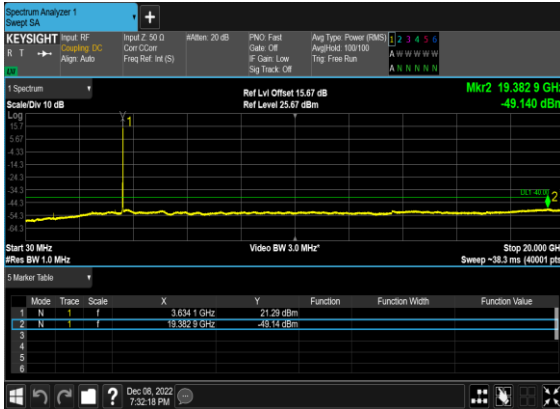 Spectrum Analyzer 1
Swept SA
KEYSIGHT
R T
Input: RF
Coupling: DC
Align: Auto
Input Z: 50 Ω
Corr CCorr
Freq Ref: Int (S)
#Atten: 20 dB
PNO: Fast
Gate: Off
IF Gain: Low
Sig Track: Off
Avg Type: Power (RMS)
Avg|Hold: 100/100
Trig: Free Run
1 2 3 4 5 6
A W W W W W
A N N N N N
1 Spectrum
Scale/Div 10 dB
Ref Lvl Offset 15.67 dB
Ref Level 25.67 dBm
Mkr2 19.382 9 GHz
-49.140 dBm
Log
15.7
5.67
-4.33
-14.3
-24.3
-34.3
-44.3
-54.3
-64.3
1
2
Start 30 MHz
#Res BW 1.0 MHz
Video BW 3.0 MHz*
Stop 20.000 GHz
Sweep ~38.3 ms (40001 pts)
5 Marker Table
Mode Trace Scale X Y Function Function Width Function Value
1 N 1 f 3.634 1 GHz 21.29 dBm
2 N 1 f 19.382 9 GHz -49.14 dBm
3
4
5
6
Dec 06, 2022
7:32:18 PM